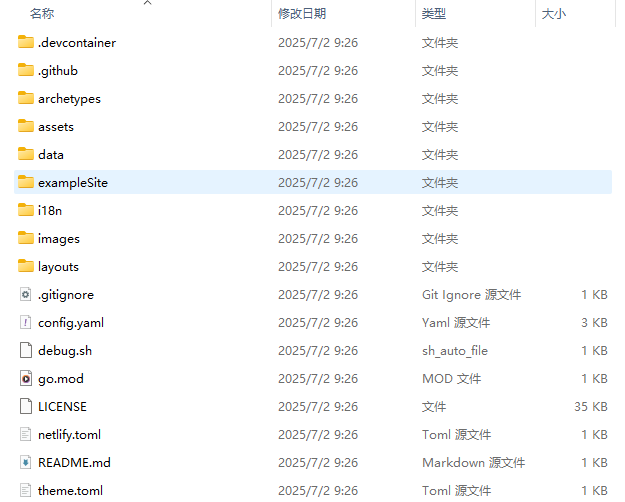 名称 修改日期 类型 大小
.devcontainer 2025/7/2 9:26 文件夹
.github 2025/7/2 9:26 文件夹
archetypes 2025/7/2 9:26 文件夹
assets 2025/7/2 9:26 文件夹
data 2025/7/2 9:26 文件夹
exampleSite 2025/7/2 9:26 文件夹
i18n 2025/7/2 9:26 文件夹
images 2025/7/2 9:26 文件夹
layouts 2025/7/2 9:26 文件夹
.gitignore 2025/7/2 9:26 Git Ignore 源文件 1 KB
config.yaml 2025/7/2 9:26 Yaml 源文件 3 KB
debug.sh 2025/7/2 9:26 sh_auto_file 1 KB
go.mod 2025/7/2 9:26 MOD 文件 1 KB
LICENSE 2025/7/2 9:26 文件 35 KB
netlify.toml 2025/7/2 9:26 Toml 源文件 1 KB
README.md 2025/7/2 9:26 Markdown 源文件 1 KB
theme.toml 2025/7/2 9:26 Toml 源文件 1 KB